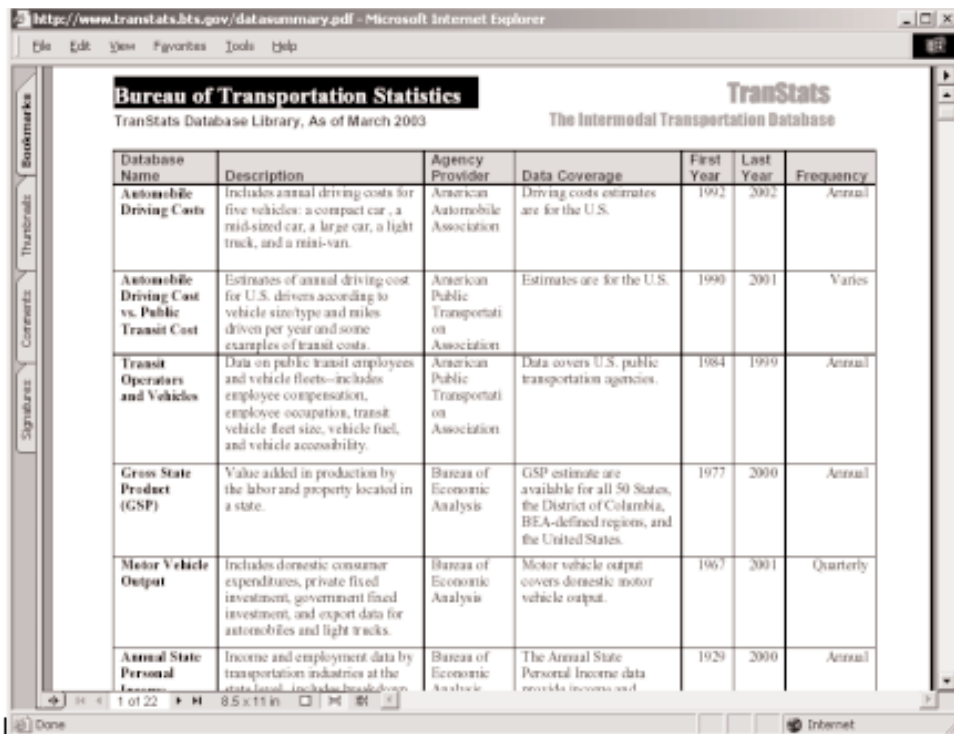 http://www.transtats.bts.gov/datasummary.pdf - Microsoft Internet Explorer
File Edit View Favorites Tools Help
Bookmarks
Thumbnails
Comments
Signatures
Bureau of Transportation Statistics
TranStats Database Library, As of March 2003
TranStats
The Intermodal Transportation Database
Database Name Description Agency Provider Data Coverage First Year Last Year Frequency
Automobile Driving Costs
Includes annual driving costs for
five vehicles: a compact car , a
mid-sized car, a large car, a light
truck, and a mini-van.
American
Automobile
Association
Driving costs estimates
are for the U.S.
1992 2002 Annual
Automobile
Driving Cost
vs. Public
Transit Cost
Estimates of annual driving cost
for U.S. drivers according to
vehicle size/type and miles
driven per year and some
examples of transit costs.
American
Public
Transportati
on
Association
Estimates are for the U.S.
1990 2001 Varies
Transit
Operators
and Vehicles
Data on public transit employees
and vehicle fleets--includes
employee compensation,
employee occupation, transit
vehicle fleet size, vehicle fuel,
and vehicle accessibility.
American
Public
Transportati
on
Association
Data covers U.S. public
transportation agencies.
1984 1999 Annual
Gross State
Product
(GSP)
Value added in production by
the labor and property located in
a state.
Bureau of
Economic
Analysis
GSP estimate are
available for all 50 States,
the District of Columbia,
BEA-defined regions, and
the United States.
1977 2000 Annual
Motor Vehicle
Output
Includes domestic consumer
expenditures, private fixed
investment, government fixed
investment, and export data for
automobiles and light trucks.
Bureau of
Economic
Analysis
Motor vehicle output
covers domestic motor
vehicle output.
1967 2001 Quarterly
Annual State
Personal
Income
Income and employment data by
transportation industries at the
state level, includes breakdown
Bureau of
Economic
Analysis
The Annual State
Personal Income data
provide income and
1929 2000 Annual
1 of 22 8.5 x 11 in
Done Internet